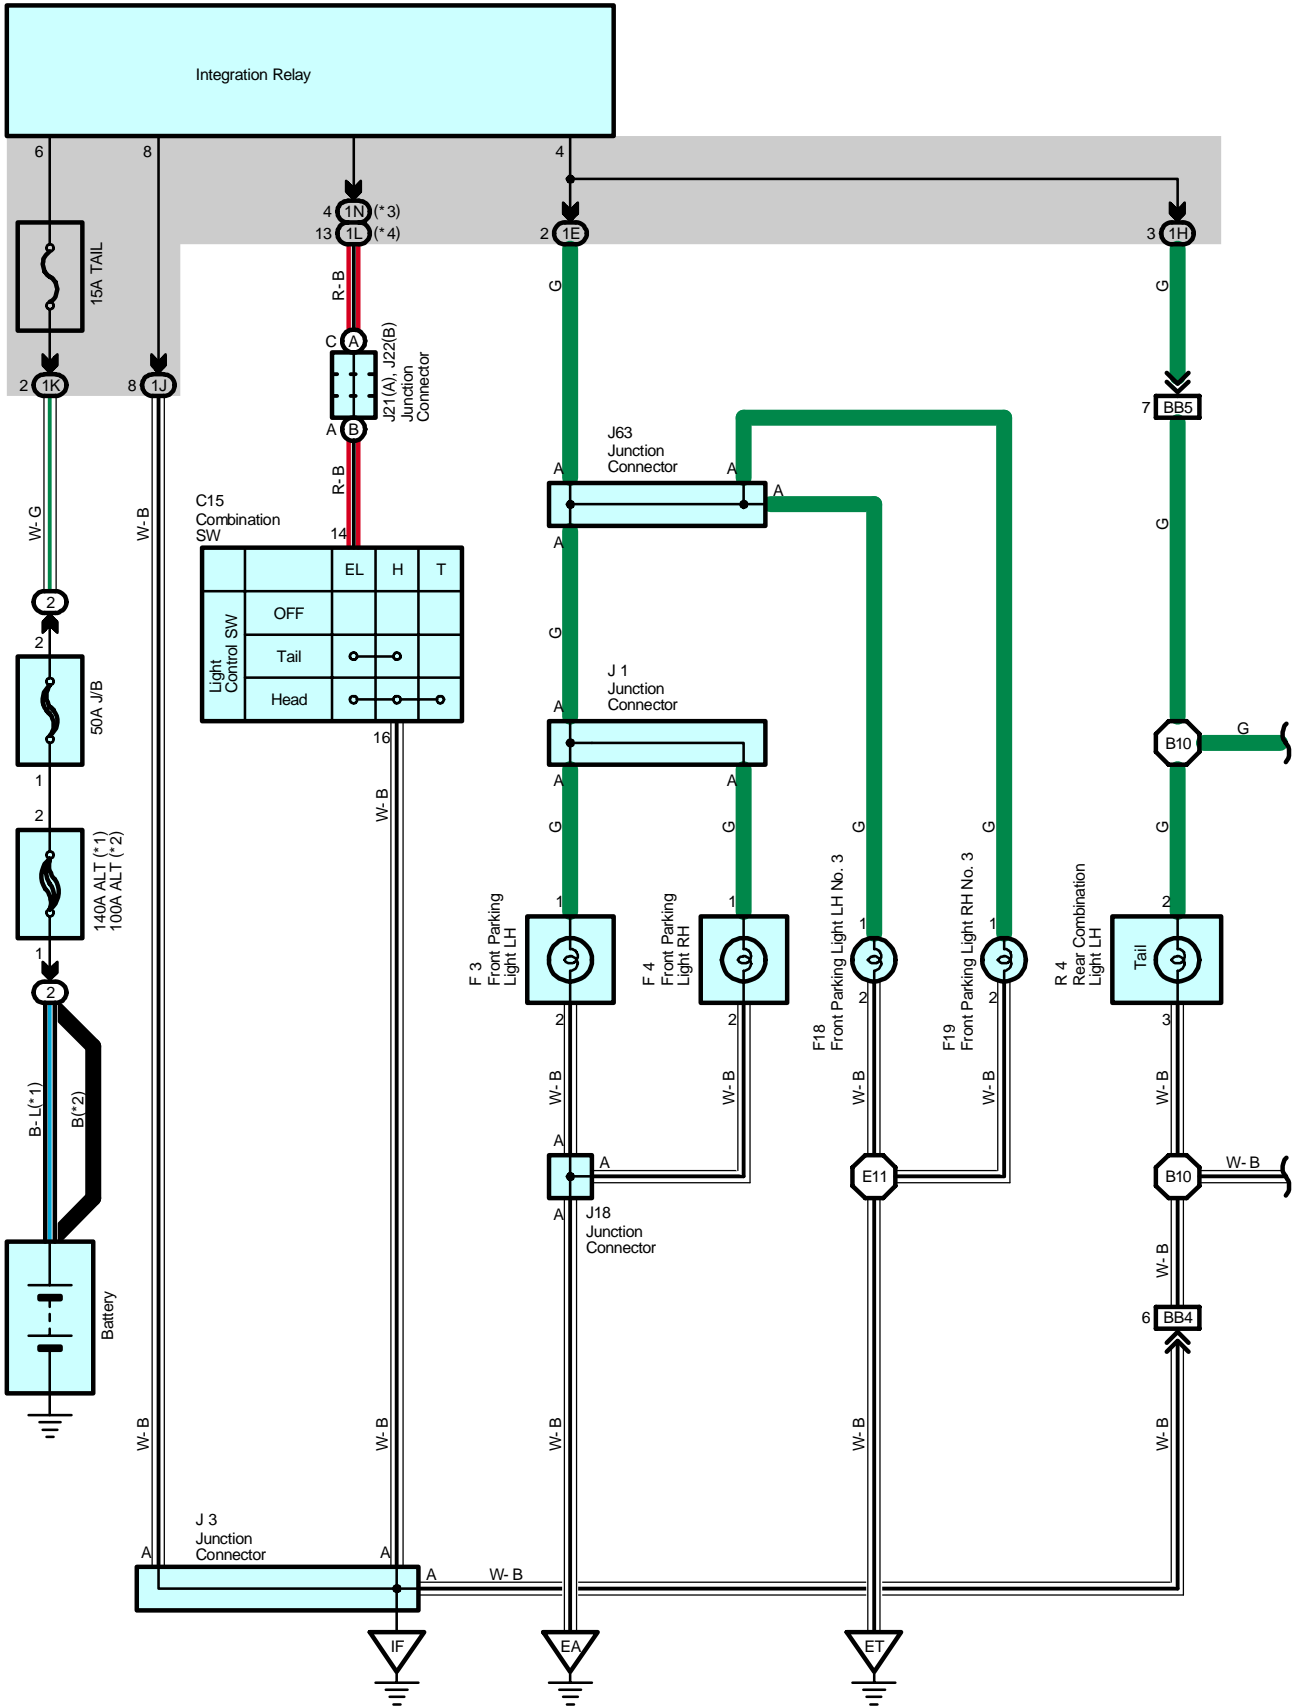 Integration Relay
6
8
4
4 1N (*3)
13 1L (*4)
2 1E
3 1H
15A TAIL
R-B
G
G
2 1K
8 1J
C A
J21(A), J22(B)
Junction
Connector
A B
7 BB5
J63
Junction
Connector
A
A
A
A
W-G
W-B
R-B
G
C15
Combination
SW
14
EL H T
Light
Control SW
OFF
Tail
Head
16
2
2
50A J/B
1
G
J 1
Junction
Connector
A
A
A
B10
G
2
140A ALT (*1)
100A ALT (*2)
1
W-B
G
G
G
G
G
1
F 3
Front Parking
Light LH
2
1
F 4
Front Parking
Light RH
2
1
F18
Front Parking Light LH No. 3
2
1
F19
Front Parking Light RH No. 3
2
2
R 4
Rear Combination
Light LH
Tail
3
2
B-L(*1)
B(*2)
W-B
W-B
W-B
W-B
W-B
A
A
A
J18
Junction
Connector
E11
B10
W-B
W-B
6 BB4
Battery
W-B
W-B
W-B
W-B
W-B
J 3
Junction
Connector
A
A
A
W-B
IF
EA
ET